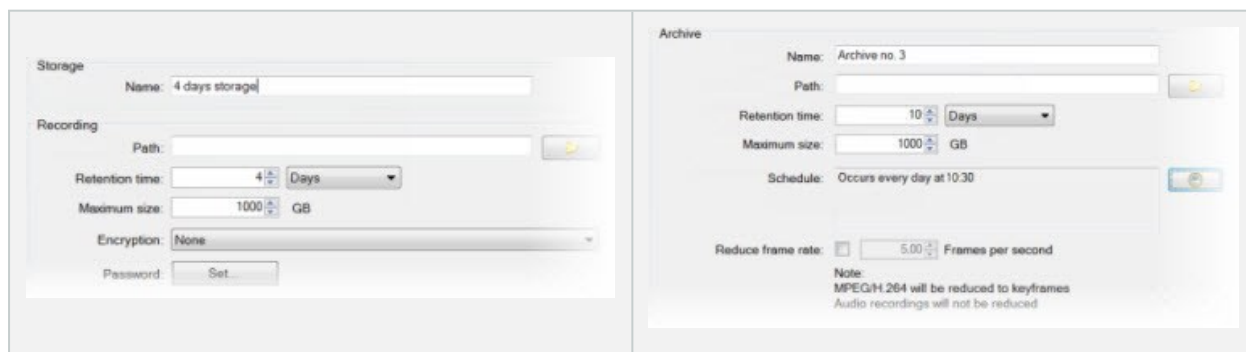 Storage
Name: 4 days storage
Recording
Path:
Retention time: 4 Days
Maximum size: 1000 GB
Encryption: None
Password: Set...
Archive
Name: Archive no. 3
Path:
Retention time: 10 Days
Maximum size: 1000 GB
Schedule: Occurs every day at 10:30
Reduce frame rate: 5.00 Frames per second
Note:
MPEG/H.264 will be reduced to keyframes
Audio recordings will not be reduced